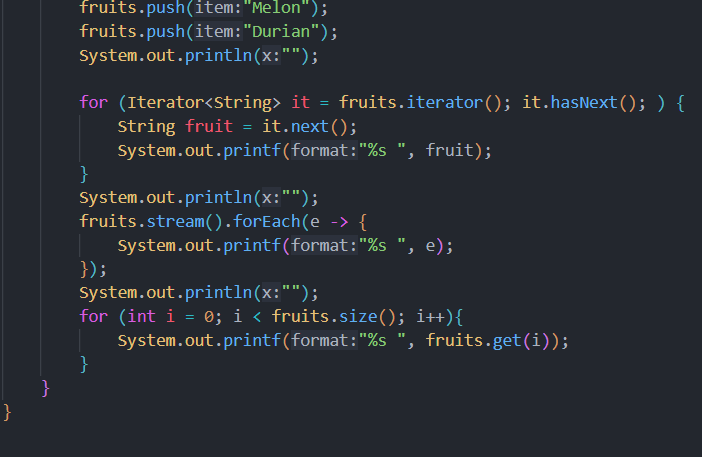 fruits.push(item:"Melon");
fruits.push(item:"Durian");
System.out.println(x:"");
for (Iterator<String> it = fruits.iterator(); it.hasNext(); ) {
String fruit = it.next();
System.out.printf(format:"%s ", fruit);
}
System.out.println(x:"");
fruits.stream().forEach(e -> {
System.out.printf(format:"%s ", e);
});
System.out.println(x:"");
for (int i = 0; i < fruits.size(); i++){
System.out.printf(format:"%s ", fruits.get(i));
}
}
}